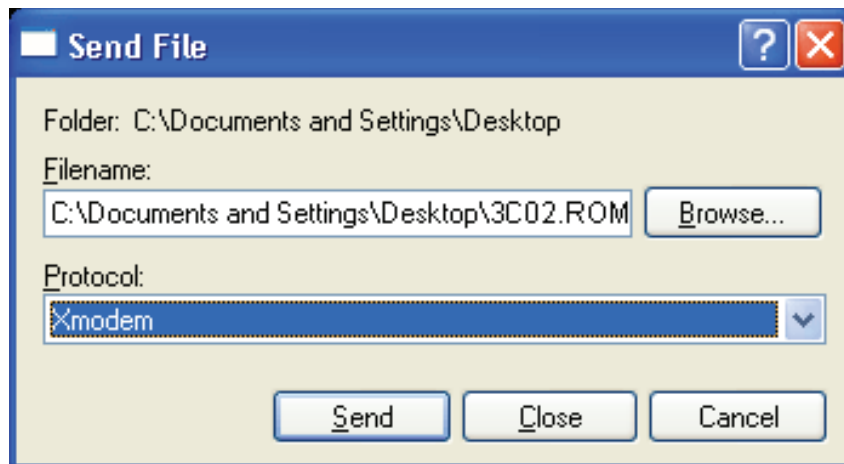 Send File
Folder: C:\Documents and Settings\Desktop
Filename:
C:\Documents and Settings\Desktop\3C02.ROM
Browse...
Protocol:
Xmodem
Send Close Cancel